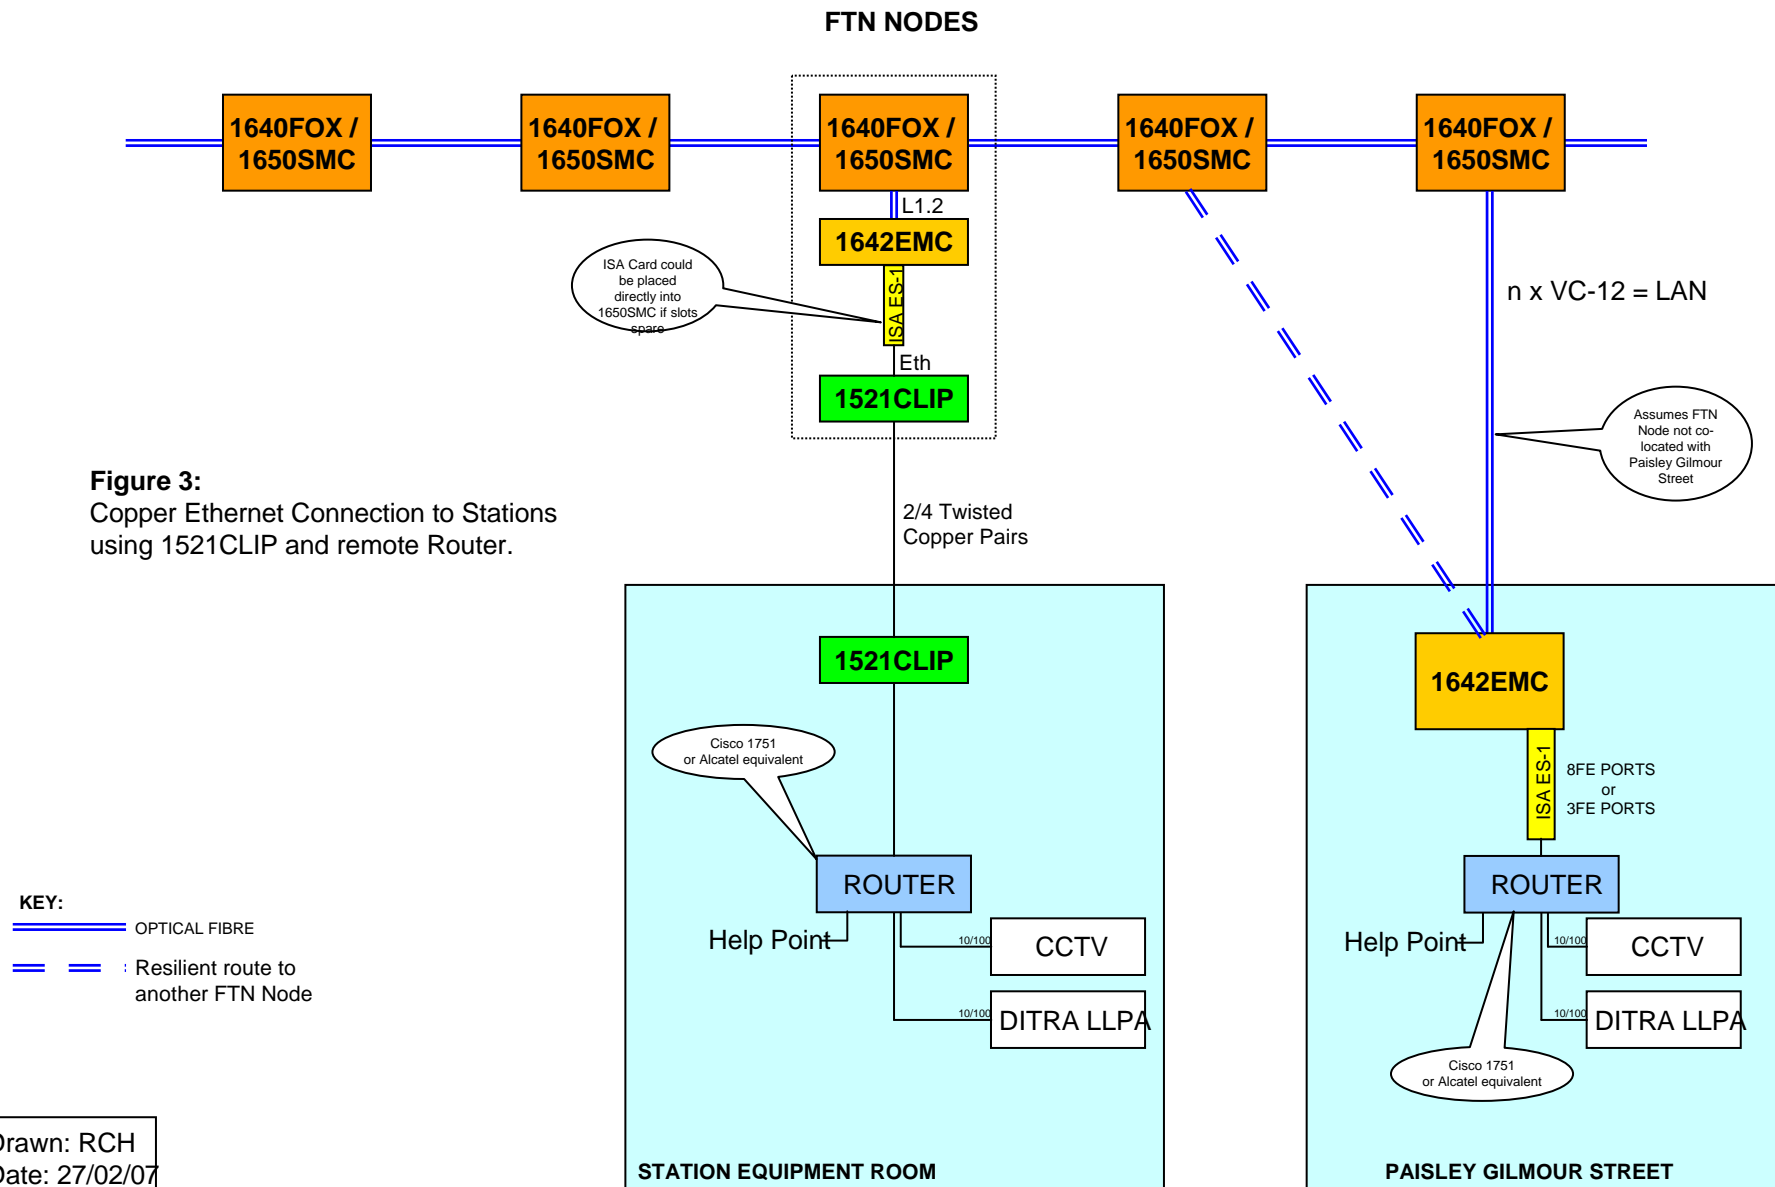 FTN NODES
1640FOX /
1650SMC
1640FOX /
1650SMC
1640FOX /
1650SMC
1640FOX /
1650SMC
1640FOX /
1650SMC
L1.2
1642EMC
ISA Card could
be placed
directly into
1650SMC if slots
spare
ISA ES-1
Eth
1521CLIP
n x VC-12 = LAN
Assumes FTN
Node not co-
located with
Paisley Gilmour
Street
Figure 3:
Copper Ethernet Connection to Stations
using 1521CLIP and remote Router.
2/4 Twisted
Copper Pairs
1521CLIP
Cisco 1751
or Alcatel equivalent
ROUTER
Help Point
10/100
CCTV
10/100
DITRA LLPA
STATION EQUIPMENT ROOM
1642EMC
ISA ES-1
8FE PORTS
or
3FE PORTS
ROUTER
Help Point
10/100
CCTV
10/100
DITRA LLPA
Cisco 1751
or Alcatel equivalent
PAISLEY GILMOUR STREET
KEY:
OPTICAL FIBRE
Resilient route to
another FTN Node
Drawn: RCH
Date: 27/02/07